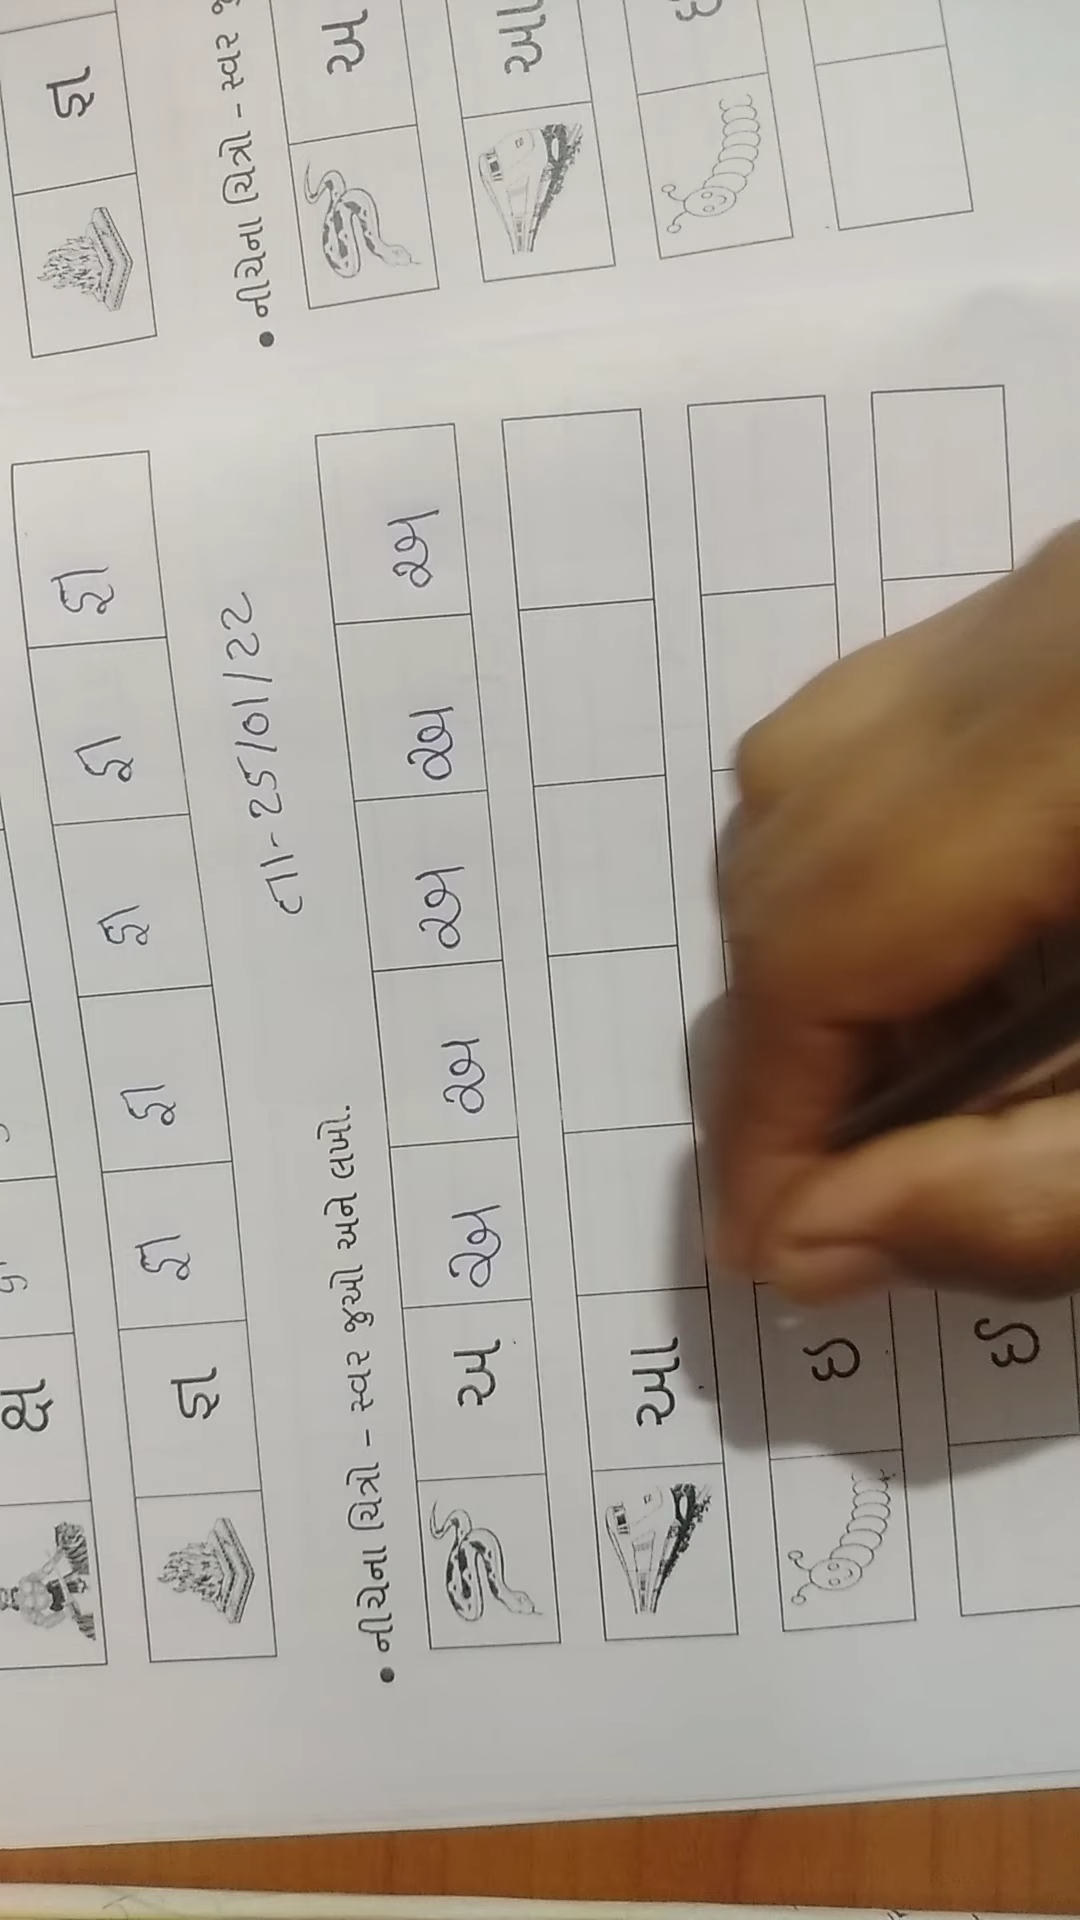 ક્ષ
જ્ઞ જ્ઞ જ્ઞ જ્ઞ જ્ઞ જ્ઞ
તા-25/01/22
• નીચેના ચિત્રો - સ્વર જુઓ અને લખો.
અ અ અ અ અ અ
આ
ઇ
ઈ
જ્ઞ
• નીચેના ચિત્રો - સ્વર
અ
આ